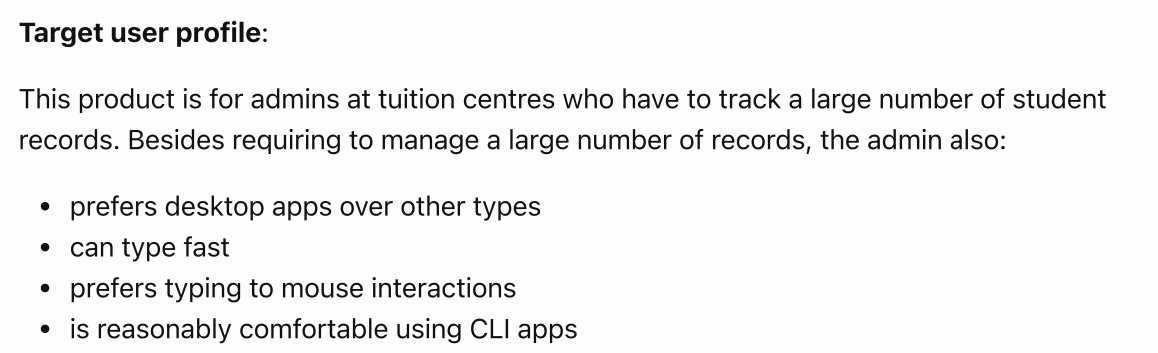 Target user profile:
This product is for admins at tuition centres who have to track a large number of student
records. Besides requiring to manage a large number of records, the admin also:
• prefers desktop apps over other types
• can type fast
• prefers typing to mouse interactions
• is reasonably comfortable using CLI apps